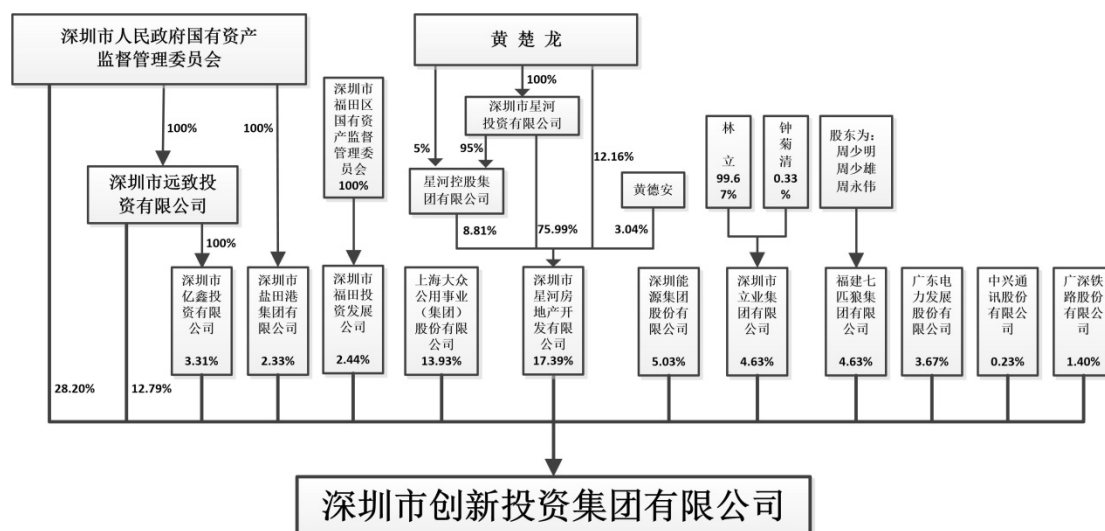 深圳市人民政府国有资产
监督管理委员会
黄 楚 龙
100%
100%
深圳市
福田区
国有资
产监督
管理委
员会
100%
100%
深圳市星河
投资有限公司
5%
95%
12.16%
林
立
99.6
7%
钟
菊
清
0.33
%
股东为：
周少明
周少雄
周永伟
深圳市远致投
资有限公司
星河控股集
团有限公司
黄德安
8.81%
75.99%
3.04%
100%
深圳市
亿鑫投
资有限
公司
3.31%
深圳市
盐田港
集团有
限公司
2.33%
深圳市
福田投
资发展
公司
2.44%
上海大众
公用事业
（集团）
股份有限
公司
13.93%
深圳市
星河房
地产开
发有限
公司
17.39%
深圳能
源集团
股份有
限公司
5.03%
深圳市
立业集
团有限
公司
4.63%
福建七
匹狼集
团有限
公司
4.63%
广东电
力发展
股份有
限公司
3.67%
中兴通
讯股份
有限公
司
0.23%
广深铁
路股份
有限公
司
1.40%
28.20%
12.79%
深圳市创新投资集团有限公司